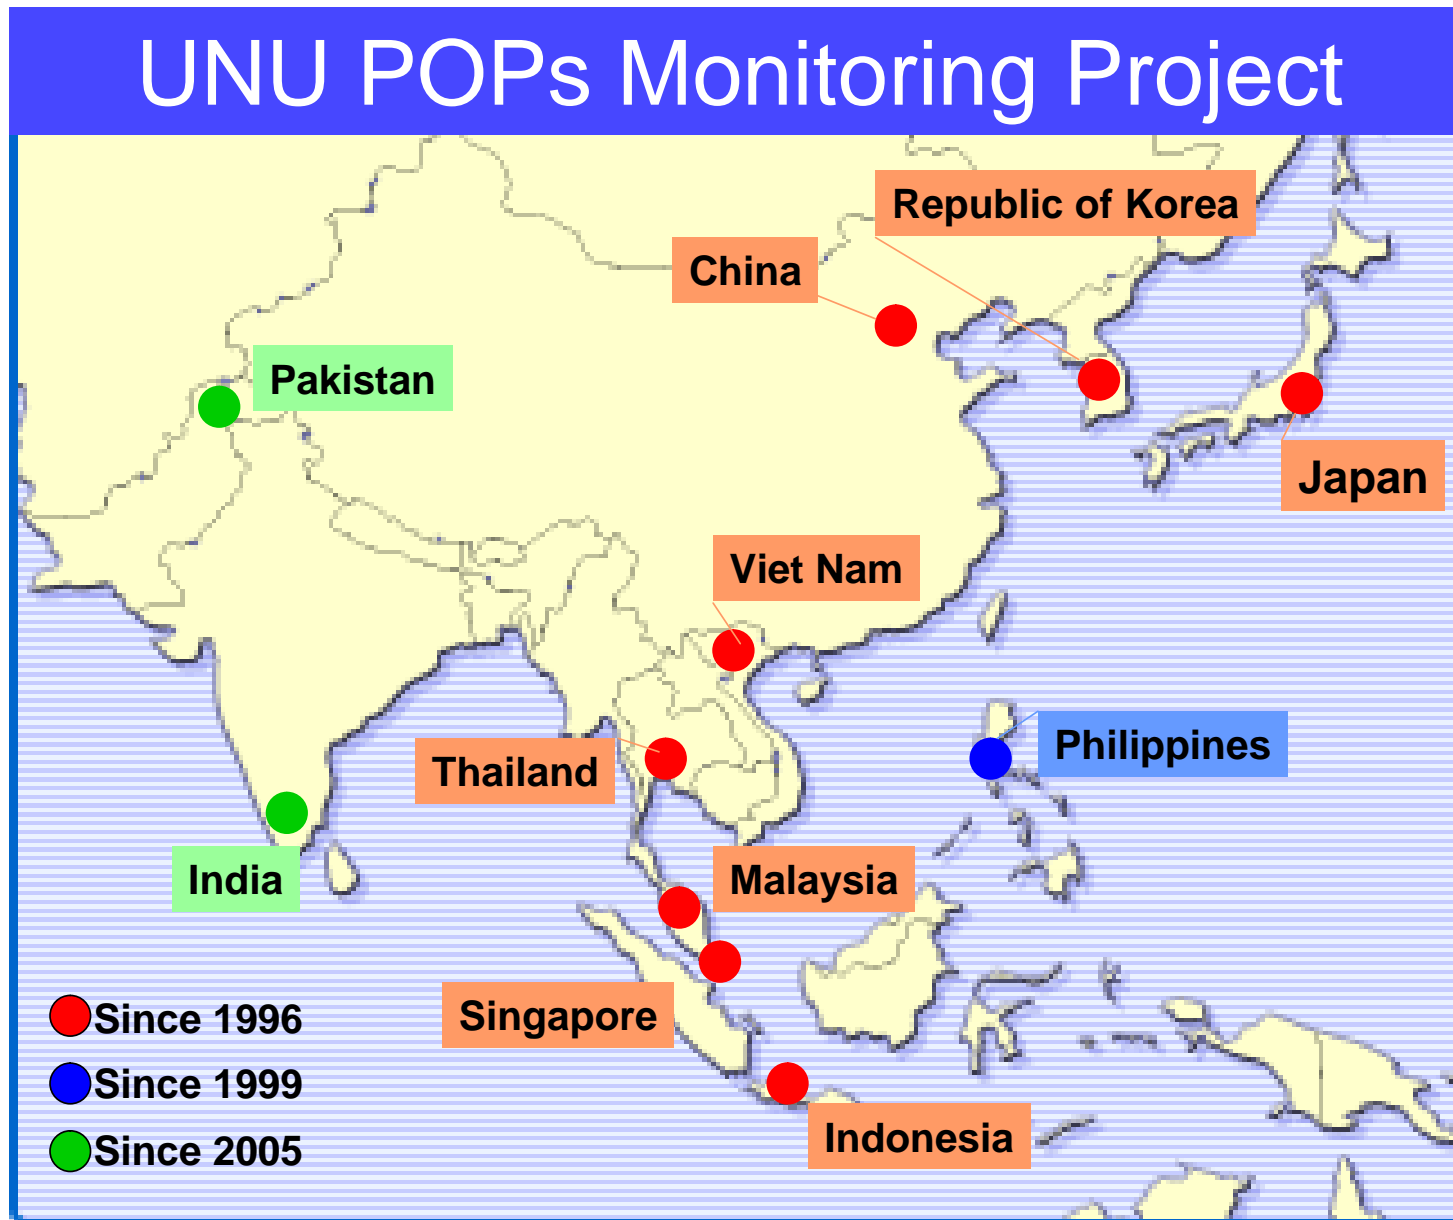 UNU POPs Monitoring Project
Republic of Korea
China
Pakistan
Japan
Viet Nam
Philippines
Thailand
India
Malaysia
Singapore
Since 1996
Since 1999
Indonesia
Since 2005